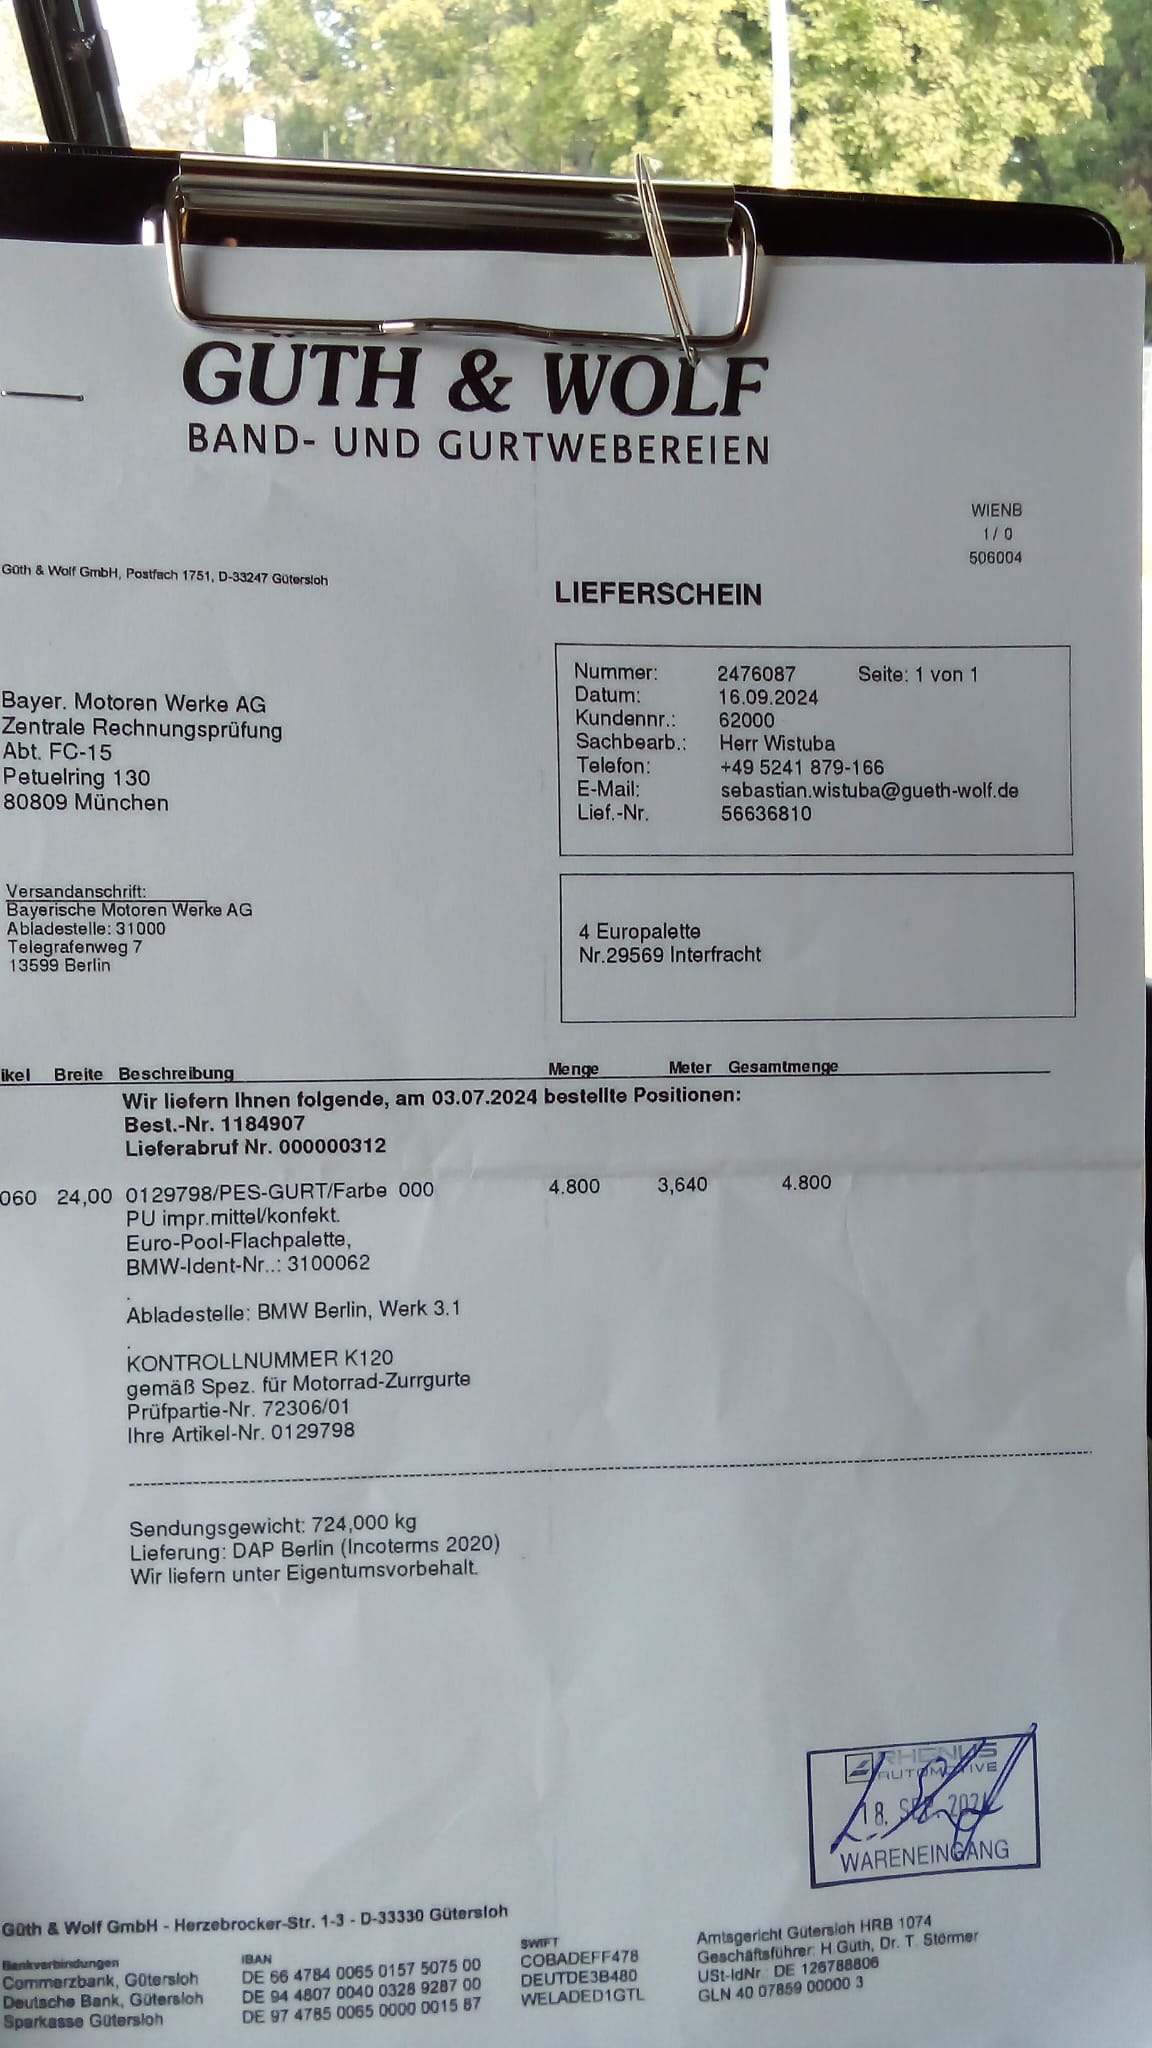 GÜTH & WOLF
BAND- UND GURTWEBEREIEN
WIENB
1/ 0
506004
Güth & Wolf GmbH, Postfach 1751, D-33247 Gütersloh
LIEFERSCHEIN
Nummer: 2476087 Seite: 1 von 1
Datum: 16.09.2024
Kundennr.: 62000
Sachbearb.: Herr Wistuba
Telefon: +49 5241 879-166
E-Mail: sebastian.wistuba@gueth-wolf.de
Lief.-Nr. 56636810
Bayer. Motoren Werke AG
Zentrale Rechnungsprüfung
Abt. FC-15
Petuelring 130
80809 München
Versandanschrift:
Bayerische Motoren Werke AG
Abladestelle: 31000
Telegrafenweg 7
13599 Berlin
4 Europalette
Nr.29569 Interfracht
ikel Breite Beschreibung Menge Meter Gesamtmenge
Wir liefern Ihnen folgende, am 03.07.2024 bestellte Positionen:
Best.-Nr. 1184907
Lieferabruf Nr. 000000312
060 24,00 0129798/PES-GURT/Farbe 000 4.800 3,640 4.800
PU impr.mittel/konfekt.
Euro-Pool-Flachpalette,
BMW-Ident-Nr..: 3100062
.
Abladestelle: BMW Berlin, Werk 3.1
.
KONTROLLNUMMER K120
gemäß Spez. für Motorrad-Zurrgurte
Prüfpartie-Nr. 72306/01
Ihre Artikel-Nr. 0129798
Sendungsgewicht: 724,000 kg
Lieferung: DAP Berlin (Incoterms 2020)
Wir liefern unter Eigentumsvorbehalt.
RHENUS
AUTOMOTIVE
18. SEP. 2024
WARENEINGANG
Güth & Wolf GmbH - Herzebrocker-Str. 1-3 - D-33330 Gütersloh
Bankverbindungen IBAN SWIFT
Commerzbank, Gütersloh DE 66 4784 0065 0157 5075 00 COBADEFF478
Deutsche Bank, Gütersloh DE 94 4807 0040 0328 9287 00 DEUTDE3B480
Sparkasse Gütersloh DE 97 4785 0065 0000 0015 87 WELADED1GTL
Amtsgericht Gütersloh HRB 1074
Geschäftsführer: H.Güth, Dr. T. Störmer
USt-IdNr.: DE 126788806
GLN 40 07859 00000 3